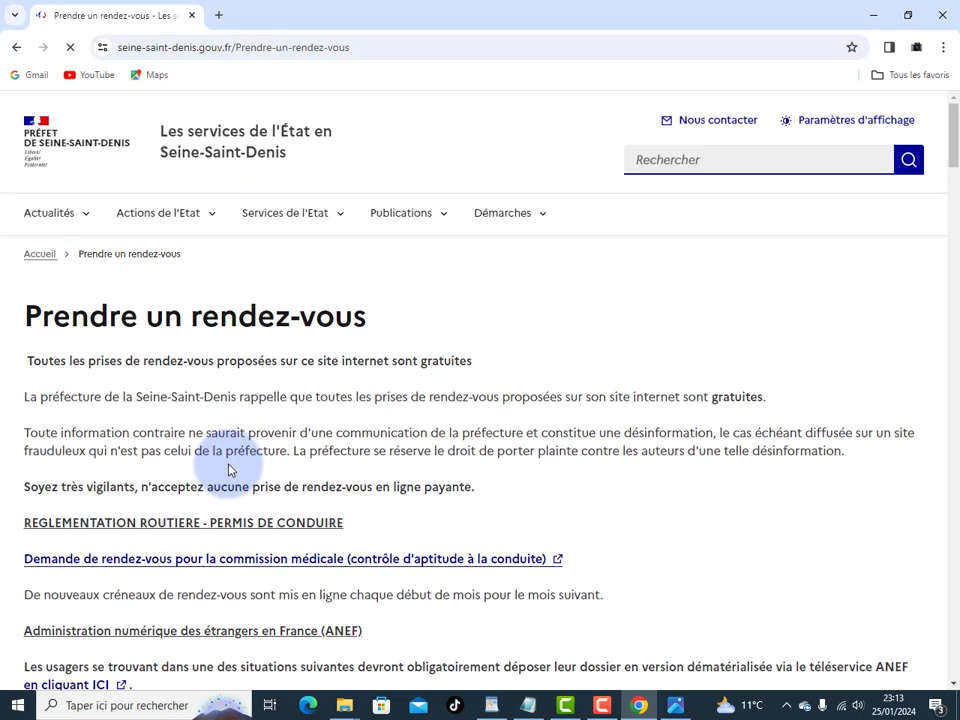 Prendre un rendez-vous - Les se
seine-saint-denis.gouv.fr/Prendre-un-rendez-vous
Gmail YouTube Maps Tous les favoris
PRÉFET
DE SEINE-SAINT-DENIS
Liberté
Égalité
Fraternité
Les services de l'État en
Seine-Saint-Denis
Nous contacter Paramètres d'affichage
Rechercher
Actualités Actions de l'Etat Services de l'Etat Publications Démarches
Accueil > Prendre un rendez-vous
Prendre un rendez-vous
Toutes les prises de rendez-vous proposées sur ce site internet sont gratuites
La préfecture de la Seine-Saint-Denis rappelle que toutes les prises de rendez-vous proposées sur son site internet sont gratuites.
Toute information contraire ne saurait provenir d'une communication de la préfecture et constitue une désinformation, le cas échéant diffusée sur un site
frauduleux qui n'est pas celui de la préfecture. La préfecture se réserve le droit de porter plainte contre les auteurs d'une telle désinformation.
Soyez très vigilants, n'acceptez aucune prise de rendez-vous en ligne payante.
REGLEMENTATION ROUTIERE - PERMIS DE CONDUIRE
Demande de rendez-vous pour la commission médicale (contrôle d'aptitude à la conduite)
De nouveaux créneaux de rendez-vous sont mis en ligne chaque début de mois pour le mois suivant.
Administration numérique des étrangers en France (ANEF)
Les usagers se trouvant dans une des situations suivantes devront obligatoirement déposer leur dossier en version dématérialisée via le téléservice ANEF
en cliquant ICI .
Taper ici pour rechercher
11°C
23:13
25/01/2024
3